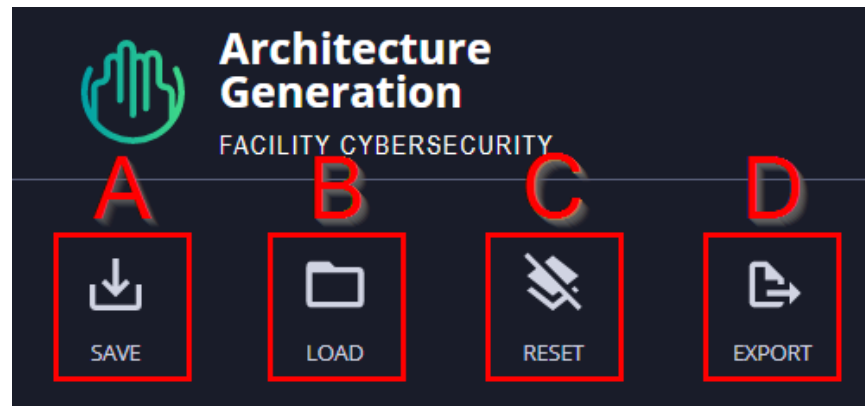 Architecture
Generation
FACILITY CYBERSECURITY
A B C D
SAVE LOAD RESET EXPORT